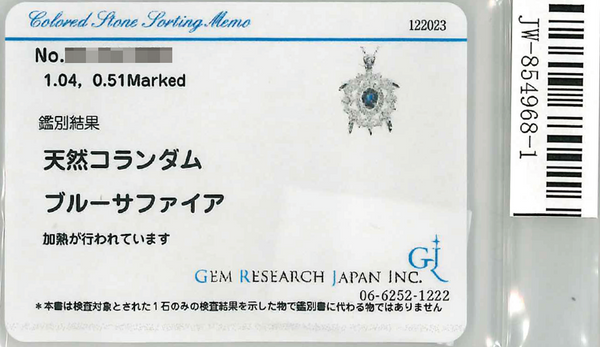 Colored Stone Sorting Memo
122023
No.
1.04, 0.51Marked
鑑別結果
天然コランダム
ブルーサファイア
加熱が行われています
GJ
GEM RESEARCH JAPAN INC.
06-6252-1222
*本書は検査対象とされた1石のみの検査結果を示した物で鑑別書に代わる物ではありません
JW-854968-1